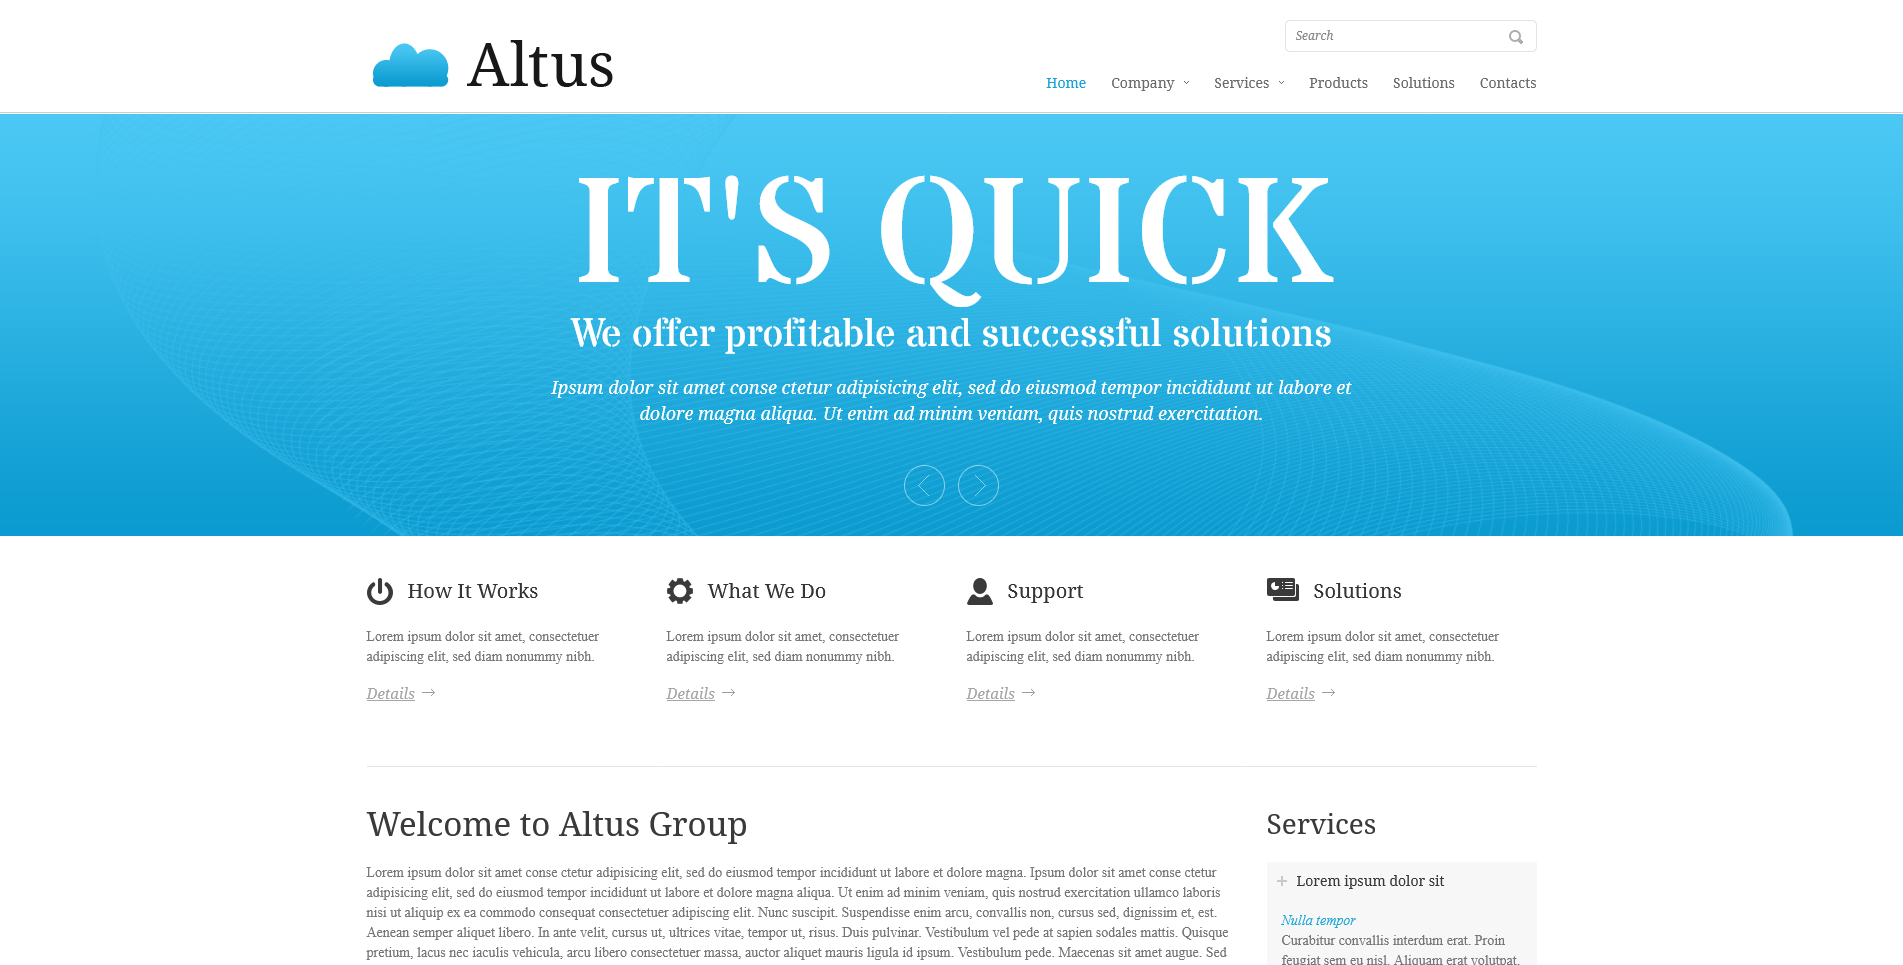 Altus
Search
Home Company Services Products Solutions Contacts
IT'S QUICK
We offer profitable and successful solutions
Ipsum dolor sit amet conse ctetur adipisicing elit, sed do eiusmod tempor incididunt ut labore et
dolore magna aliqua. Ut enim ad minim veniam, quis nostrud exercitation.
How It Works
Lorem ipsum dolor sit amet, consectetuer
adipiscing elit, sed diam nonummy nibh.
Details
What We Do
Lorem ipsum dolor sit amet, consectetuer
adipiscing elit, sed diam nonummy nibh.
Details
Support
Lorem ipsum dolor sit amet, consectetuer
adipiscing elit, sed diam nonummy nibh.
Details
Solutions
Lorem ipsum dolor sit amet, consectetuer
adipiscing elit, sed diam nonummy nibh.
Details
Welcome to Altus Group
Lorem ipsum dolor sit amet conse ctetur adipisicing elit, sed do eiusmod tempor incididunt ut labore et dolore magna. Ipsum dolor sit amet conse ctetur
adipisicing elit, sed do eiusmod tempor incididunt ut labore et dolore magna aliqua. Ut enim ad minim veniam, quis nostrud exercitation ullamco laboris
nisi ut aliquip ex ea commodo consequat consectetuer adipiscing elit. Nunc suscipit. Suspendisse enim arcu, convallis non, cursus sed, dignissim et, est.
Aenean semper aliquet libero. In ante velit, cursus ut, ultrices vitae, tempor ut, risus. Duis pulvinar. Vestibulum vel pede at sapien sodales mattis. Quisque
pretium, lacus nec iaculis vehicula, arcu libero consectetuer massa, auctor aliquet mauris ligula id ipsum. Vestibulum pede. Maecenas sit amet augue. Sed
Services
Lorem ipsum dolor sit
Nulla tempor
Curabitur convallis interdum erat. Proin
feugiat sem eu nisl. Aliquam erat volutpat.